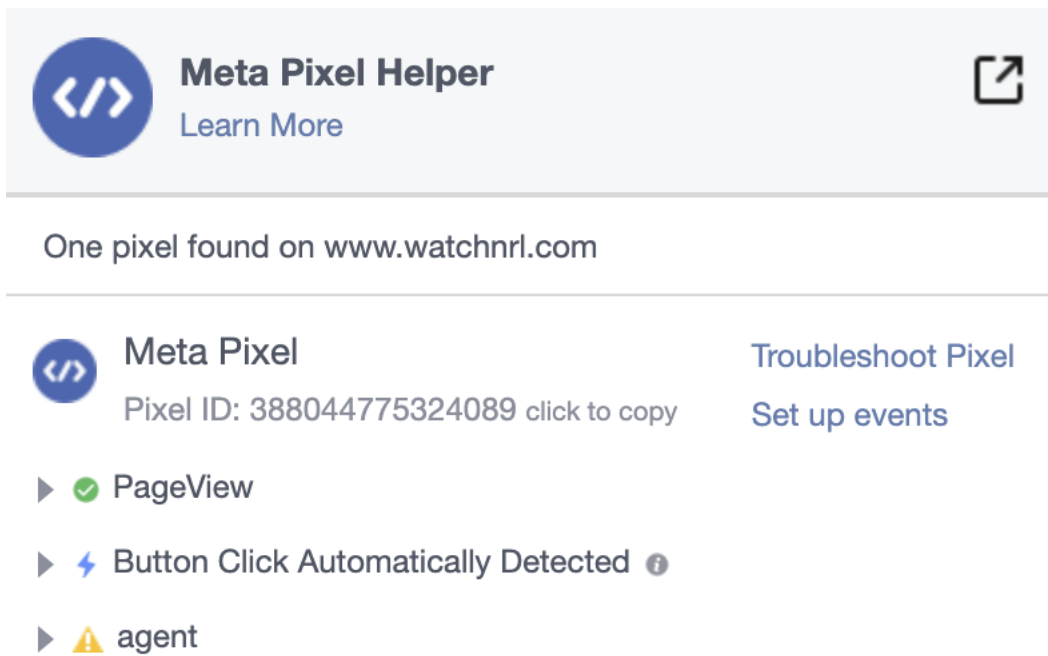 Meta Pixel Helper
Learn More
One pixel found on www.watchnrl.com
Meta Pixel
Troubleshoot Pixel
Pixel ID: 388044775324089 click to copy
Set up events
PageView
Button Click Automatically Detected
agent